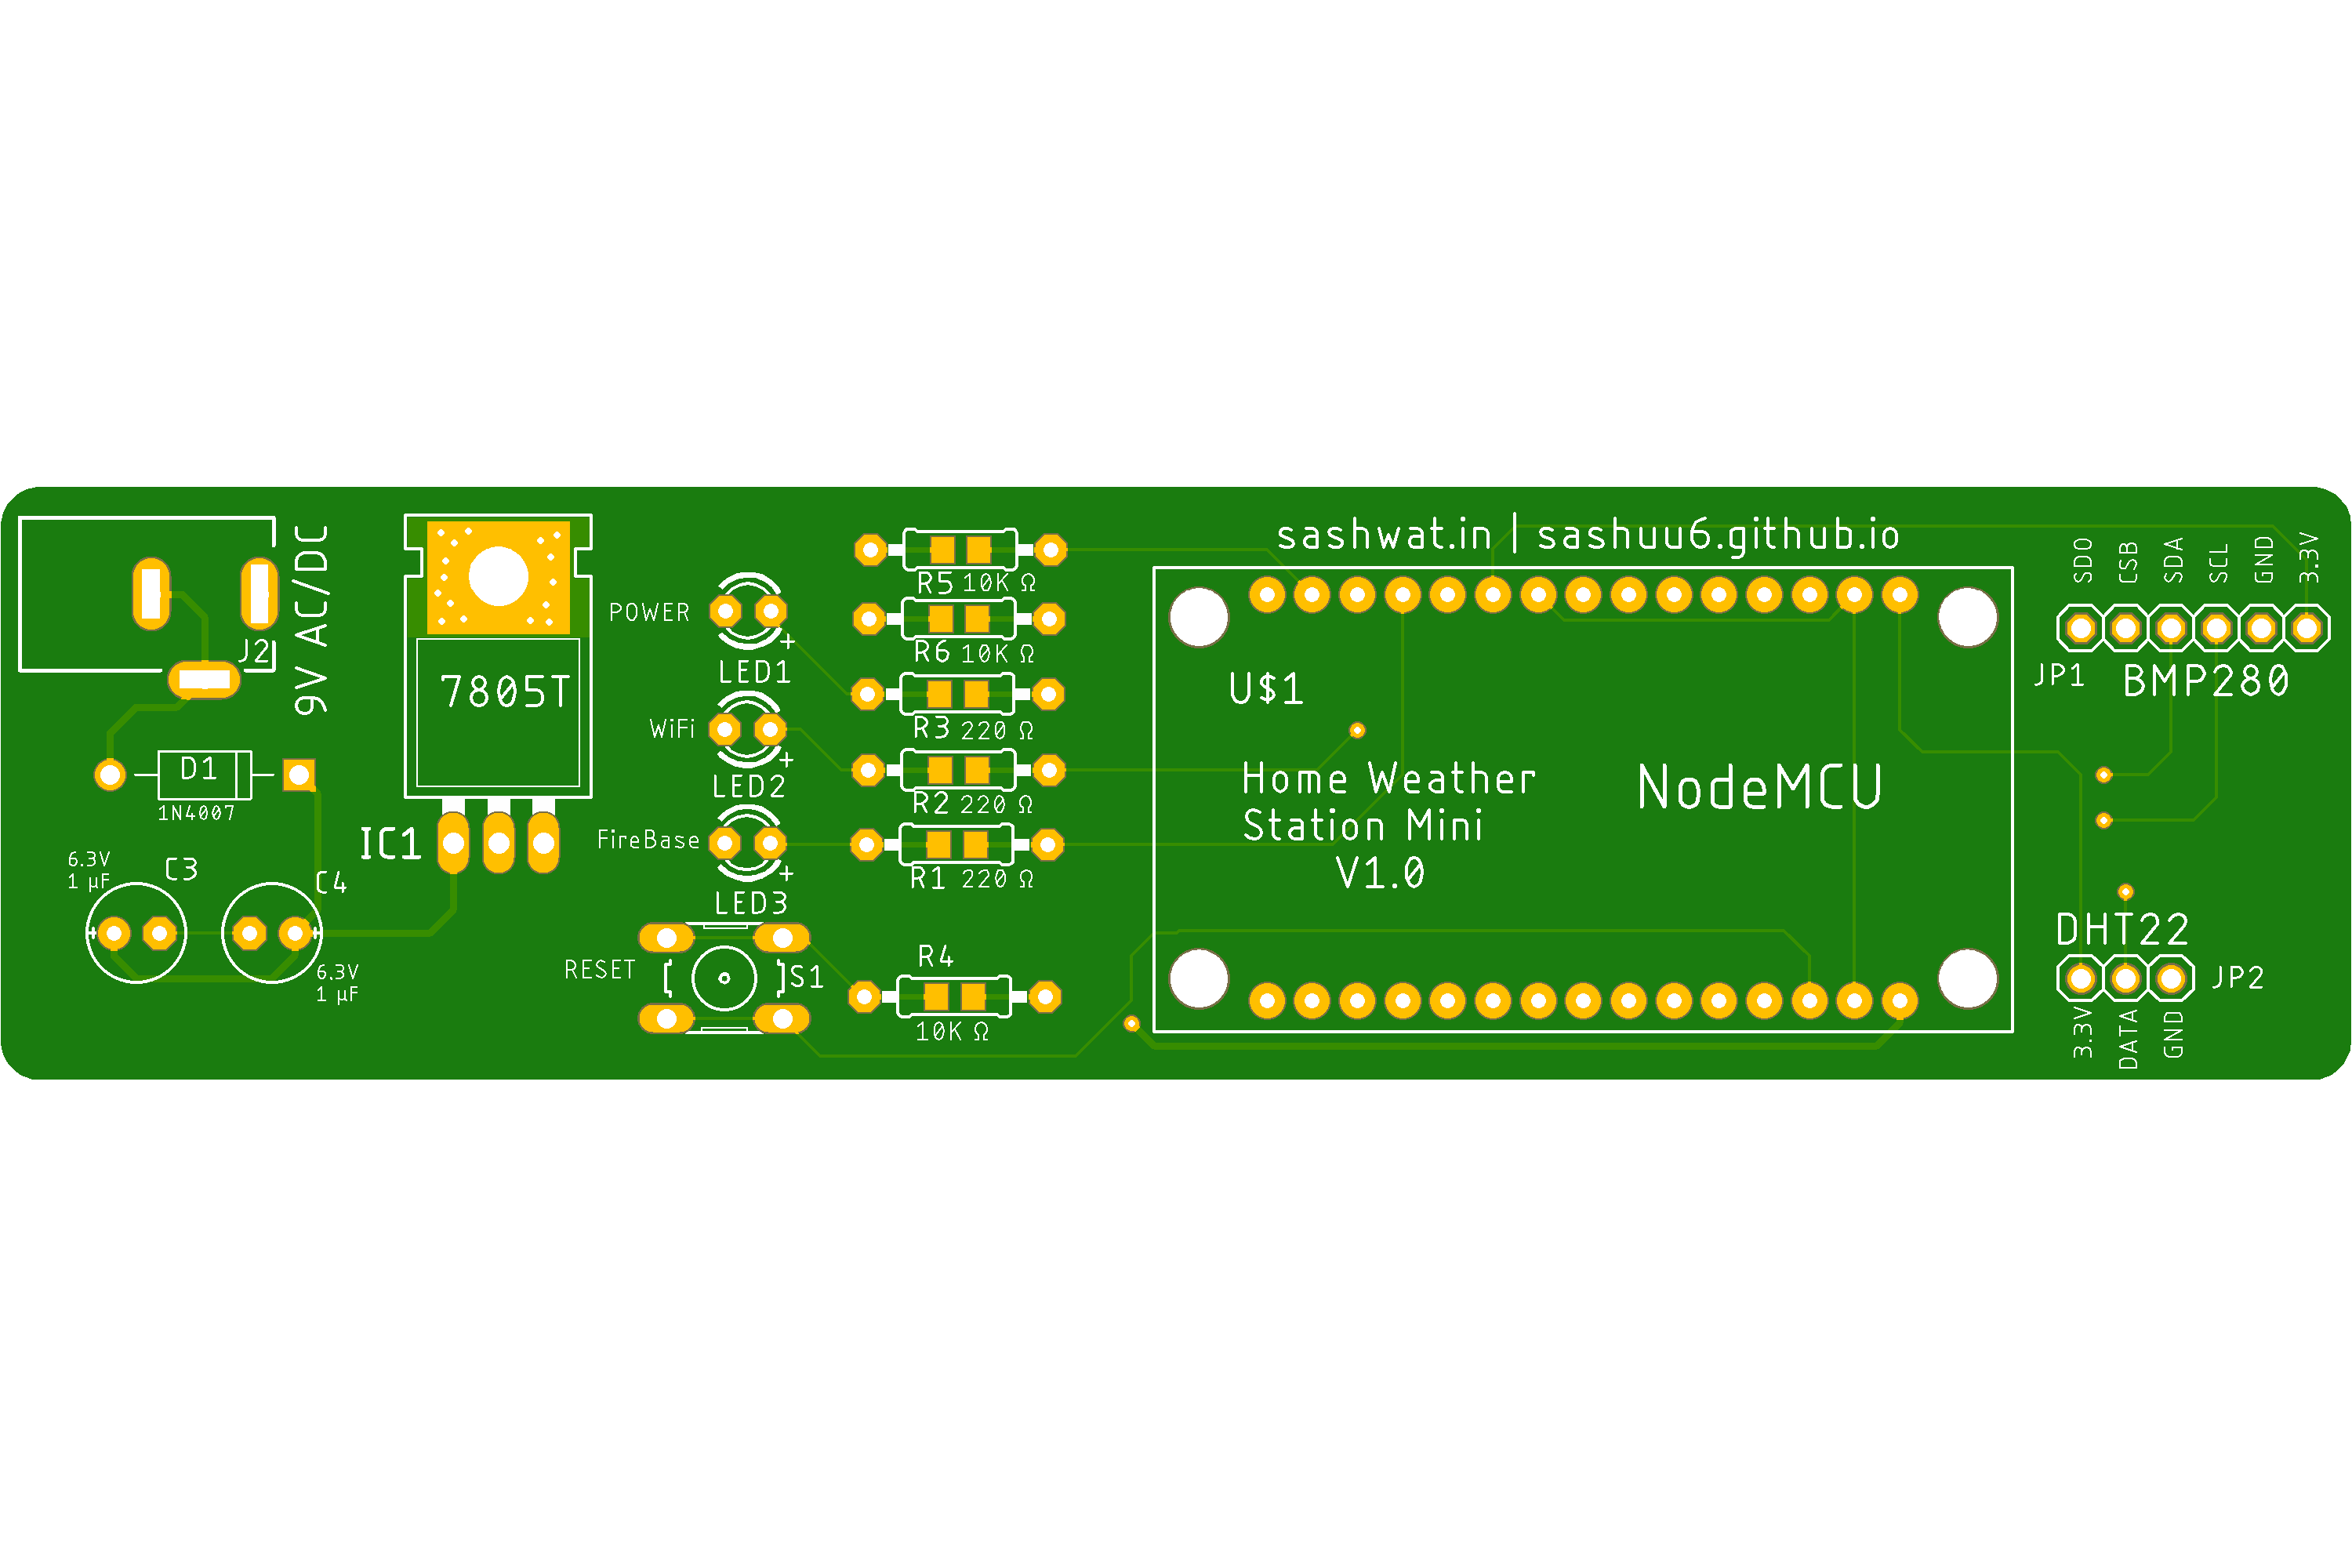 9V AC/DC
J2
D1
1N4007
6.3V
1 µF
C3
C4
6.3V
1 µF
7805T
IC1
POWER
LED1
WiFi
LED2
FireBase
LED3
RESET
S1
R5 10K Ω
R6 10K Ω
R3 220 Ω
R2 220 Ω
R1 220 Ω
R4
10K Ω
sashwat.in | sashuu6.github.io
U$1
Home Weather
Station Mini
V1.0
NodeMCU
SDO
CSB
SDA
SCL
GND
3.3V
JP1
BMP280
DHT22
JP2
3.3V
DATA
GND